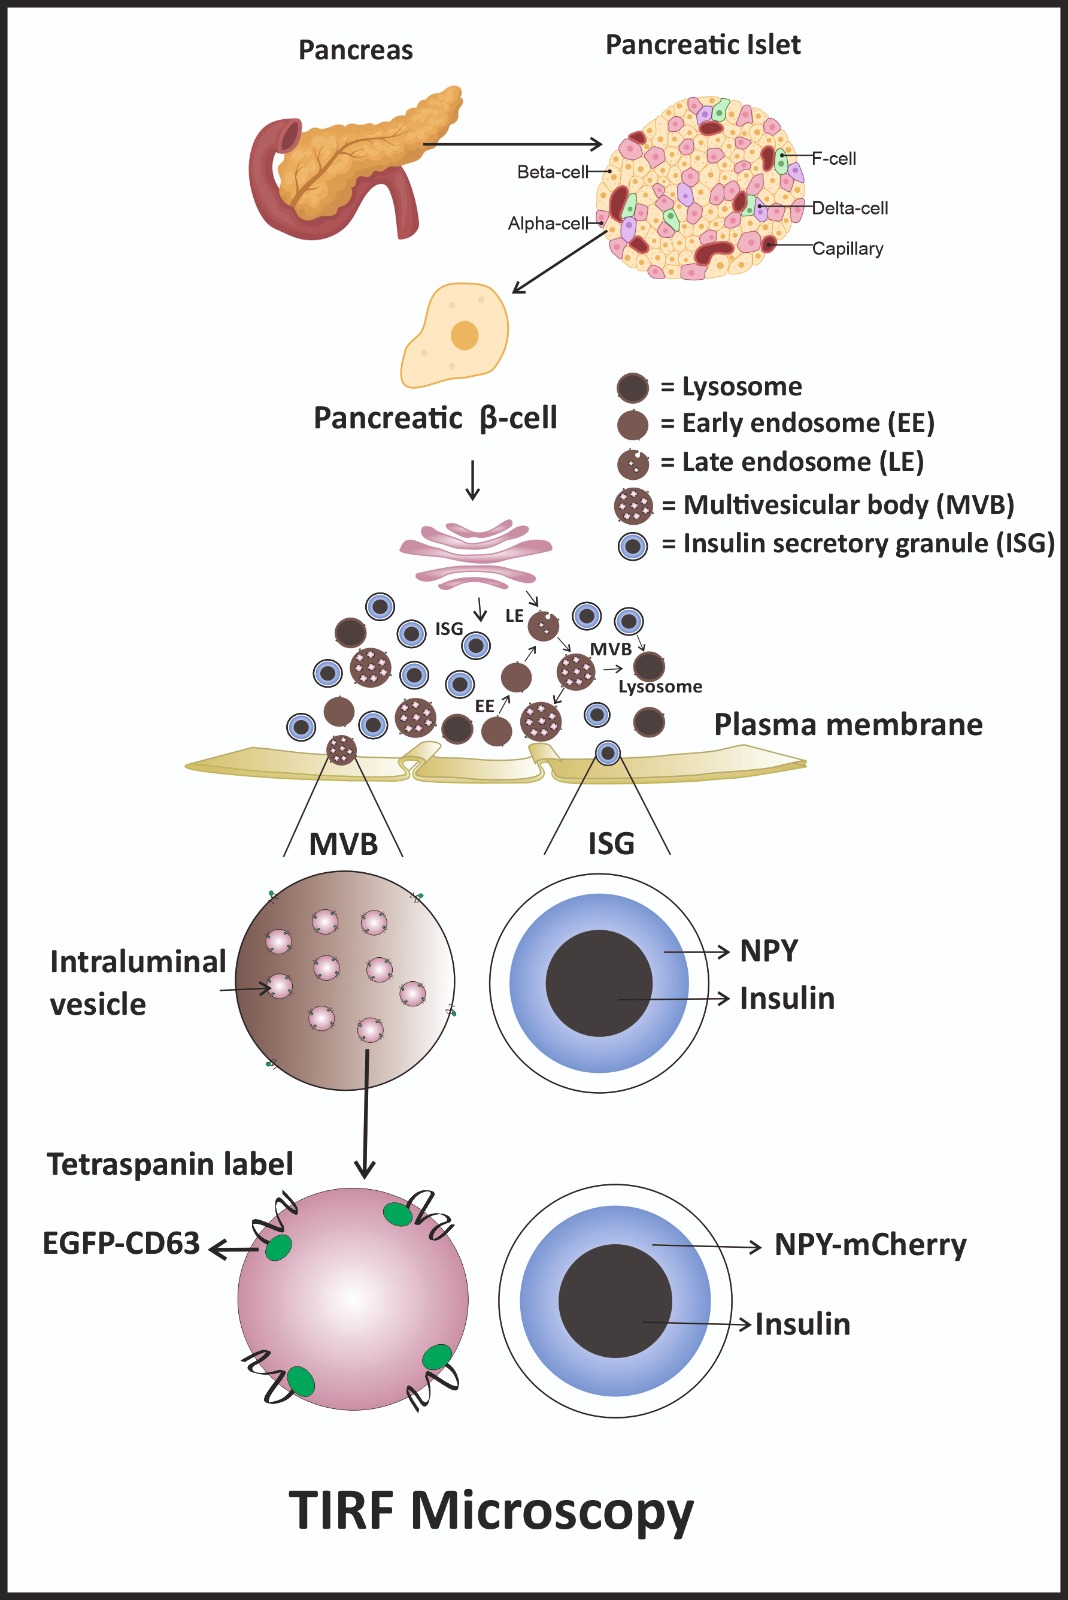 Pancreas
Pancreatic Islet
Beta-cell
F-cell
Alpha-cell
Delta-cell
Capillary
Pancreatic β-cell
= Lysosome
= Early endosome (EE)
= Late endosome (LE)
= Multivesicular body (MVB)
= Insulin secretory granule (ISG)
ISG
LE
MVB
Lysosome
EE
Plasma membrane
MVB
ISG
Intraluminal
vesicle
NPY
Insulin
Tetraspanin label
EGFP-CD63
NPY-mCherry
Insulin
TIRF Microscopy